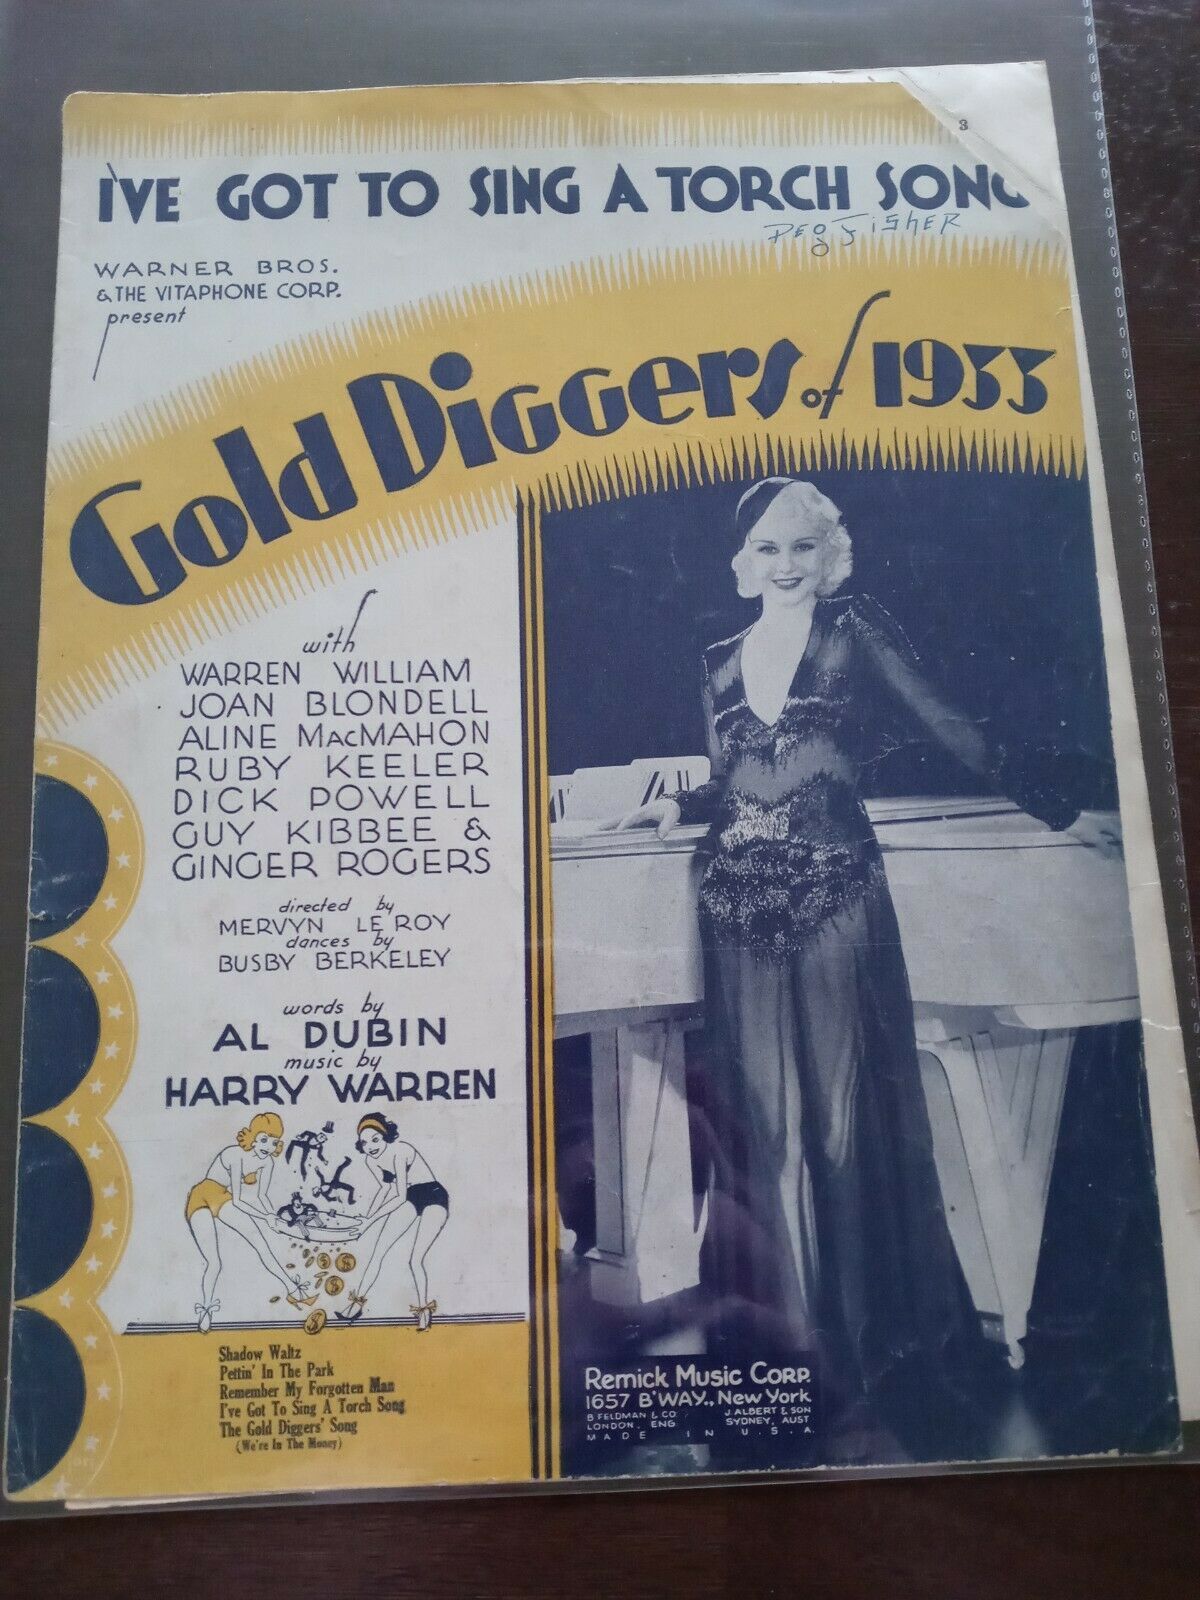 3
I'VE GOT TO SING A TORCH SONG
Peg Fisher
WARNER BROS.
& THE VITAPHONE CORP.
present
Gold Diggers of 1933
with
WARREN WILLIAM
JOAN BLONDELL
ALINE MacMAHON
RUBY KEELER
DICK POWELL
GUY KIBBEE &
GINGER ROGERS
directed by
MERVYN LE ROY
dances by
BUSBY BERKELEY
words by
AL DUBIN
music by
HARRY WARREN
Shadow Waltz
Pettin' In The Park
Remember My Forgotten Man
I've Got To Sing A Torch Song
The Gold Diggers' Song
(We're In The Money)
Remick Music Corp.
1657 B'WAY., New York
B. FELDMAN & CO
LONDON, ENG
J. ALBERT & SON
SYDNEY, AUST
MADE IN U.S.A.